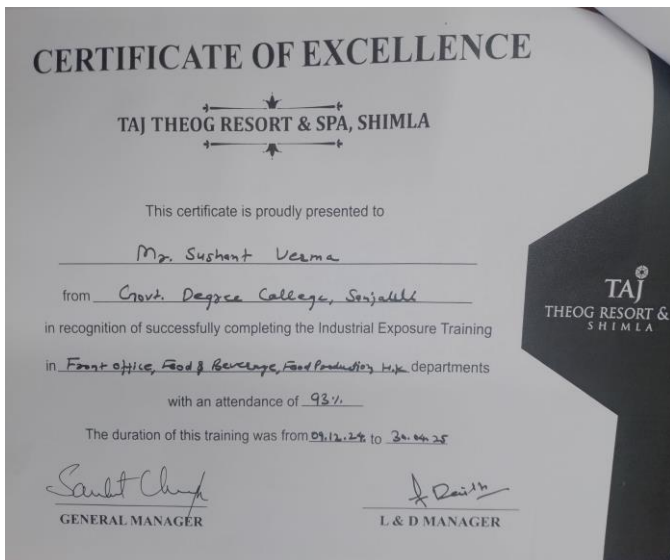 CERTIFICATE OF EXCELLENCE
TAJ THEOG RESORT & SPA, SHIMLA
This certificate is proudly presented to
Mr. Sushant Verma
from Govt. Degree College, Sanjauli
in recognition of successfully completing the Industrial Exposure Training
in Front office, Food & Beverage, Food Production H.K departments
with an attendance of 93%
The duration of this training was from 09.12.24 to 30.04.25
GENERAL MANAGER
L & D MANAGER
TAJ
THEOG RESORT &
SHIMLA